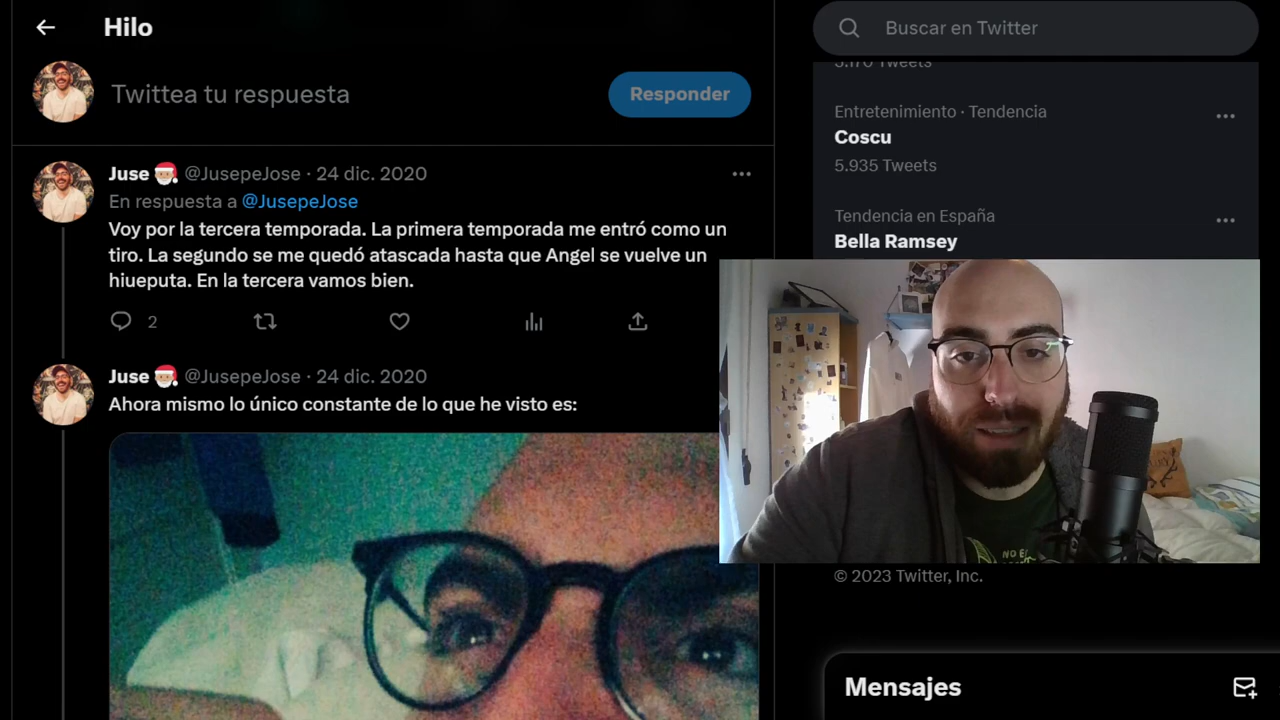 Hilo
Buscar en Twitter
Twittea tu respuesta
Responder
Entretenimiento · Tendencia
Coscu
5.935 Tweets
Juse @JusepeJose · 24 dic. 2020
En respuesta a @JusepeJose
Voy por la tercera temporada. La primera temporada me entró como un
tiro. La segundo se me quedó atascada hasta que Angel se vuelve un
hiueputa. En la tercera vamos bien.
2
Tendencia en España
Bella Ramsey
Juse @JusepeJose · 24 dic. 2020
Ahora mismo lo único constante de lo que he visto es:
© 2023 Twitter, Inc.
Mensajes